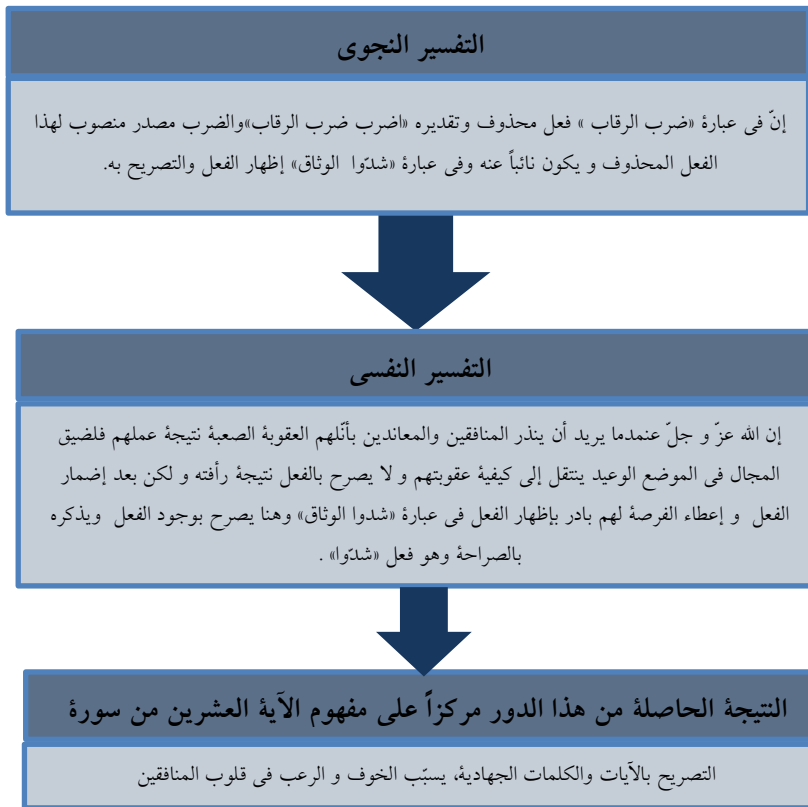 التفسير النجوى
إنّ فى عبارة «ضرب الرقاب » فعل محذوف وتقديره «اضرب ضرب الرقاب»والضرب مصدر منصوب لهذا
الفعل المحذوف و يكون نائباً عنه وفى عبارة «شدّوا الوثاق» إظهار الفعل والتصريح به.
التفسير النفسى
إن الله عزّ و جلّ عنمدما يريد أن ينذر المنافقين والمعاندين بأنّلهم العقوبة الصعبة نتيجة عملهم فلضيق
المجال فى الموضع الوعيد ينتقل إلى كيفية عقوبتهم و لا يصرح بالفعل نتيجة رأفته و لكن بعد إضمار
الفعل و إعطاء الفرصة لهم بادر بإظهار الفعل فى عبارة «شدوا الوثاق» وهنا يصرح بوجود الفعل ويذكره
بالصراحة وهو فعل «شدّوا» .
النتيجة الحاصلة من هذا الدور مركزاً على مفهوم الآية العشرين من سورة
التصريح بالآيات والكلمات الجهادية، يسبّب الخوف و الرعب فى قلوب المنافقين